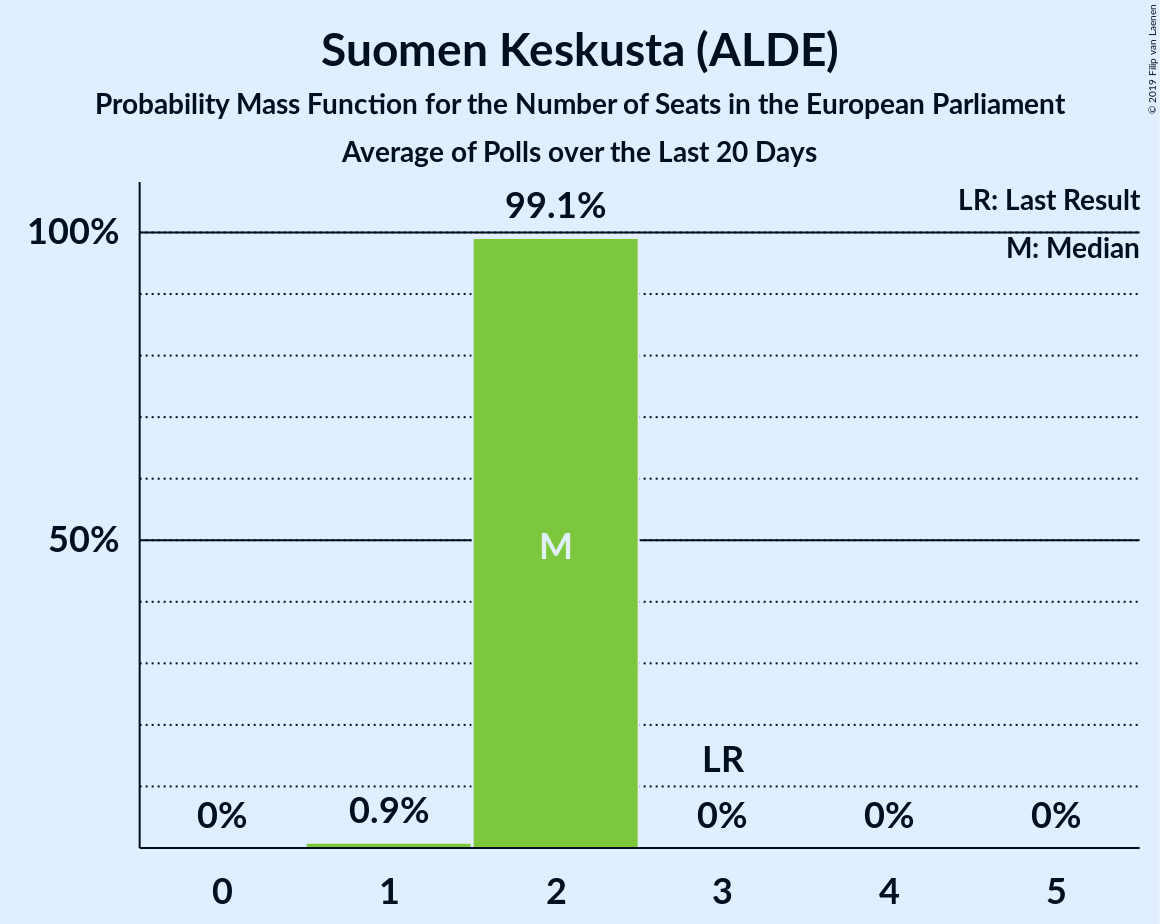 Suomen Keskusta (ALDE)
Probability Mass Function for the Number of Seats in the European Parliament
Average of Polls over the Last 20 Days
© 2019 Filip van Laenen
LR: Last Result
M: Median
100%
50%
99.1%
M
LR
0%
0.9%
0%
0%
0%
0
1
2
3
4
5